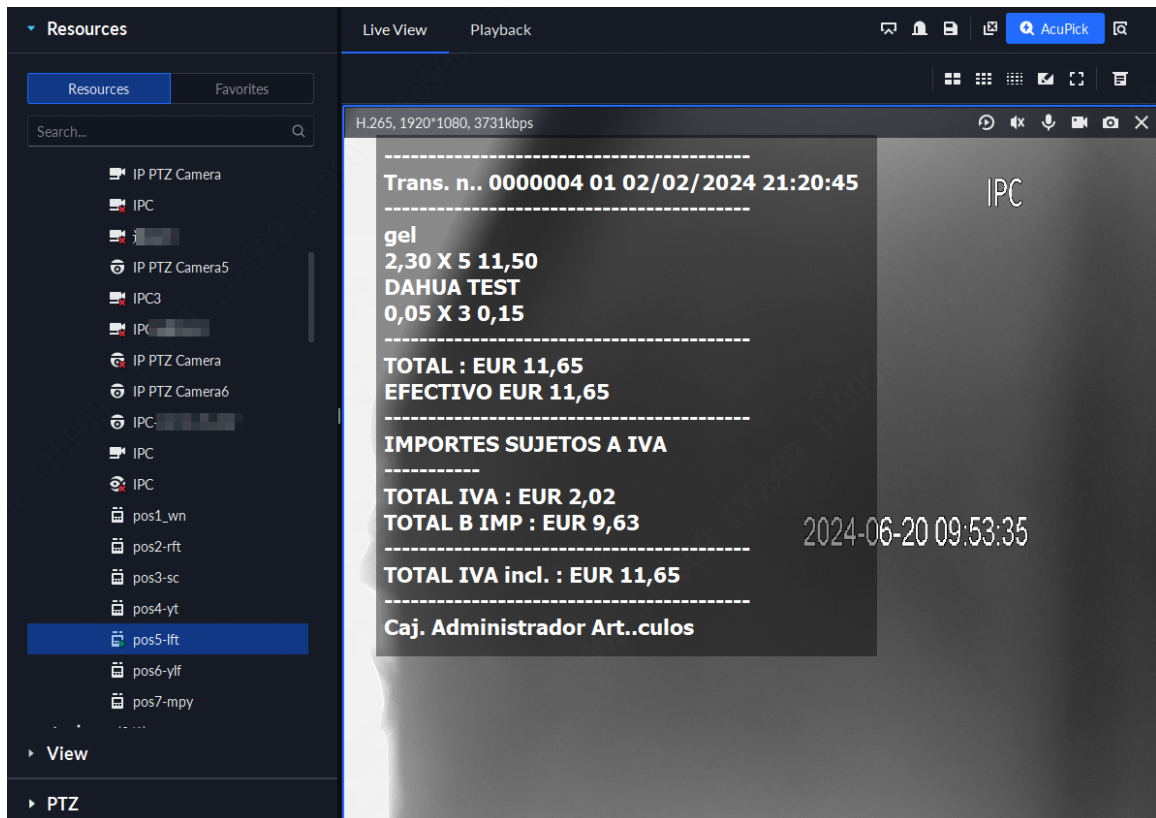 Resources
Resources
Favorites
Search...
IP PTZ Camera
IPC
IP PTZ Camera5
IPC3
IPC
IP PTZ Camera
IP PTZ Camera6
IPC-
IPC
IPC
pos1_wn
pos2-rft
pos3-sc
pos4-yt
pos5-lft
pos6-ylf
pos7-mpy
View
PTZ
Live View
Playback
AcuPick
H.265, 1920*1080, 3731kbps
-----------------------------------------
Trans. n.. 0000004 01 02/02/2024 21:20:45
-----------------------------------------
gel
2,30 X 5 11,50
DAHUA TEST
0,05 X 3 0,15
-----------------------------------------
TOTAL : EUR 11,65
EFECTIVO EUR 11,65
-----------------------------------------
IMPORTES SUJETOS A IVA
-----------
TOTAL IVA : EUR 2,02
TOTAL B IMP : EUR 9,63
-----------------------------------------
TOTAL IVA incl. : EUR 11,65
-----------------------------------------
Caj. Administrador Art..culos
IPC
2024-06-20 09:53:35